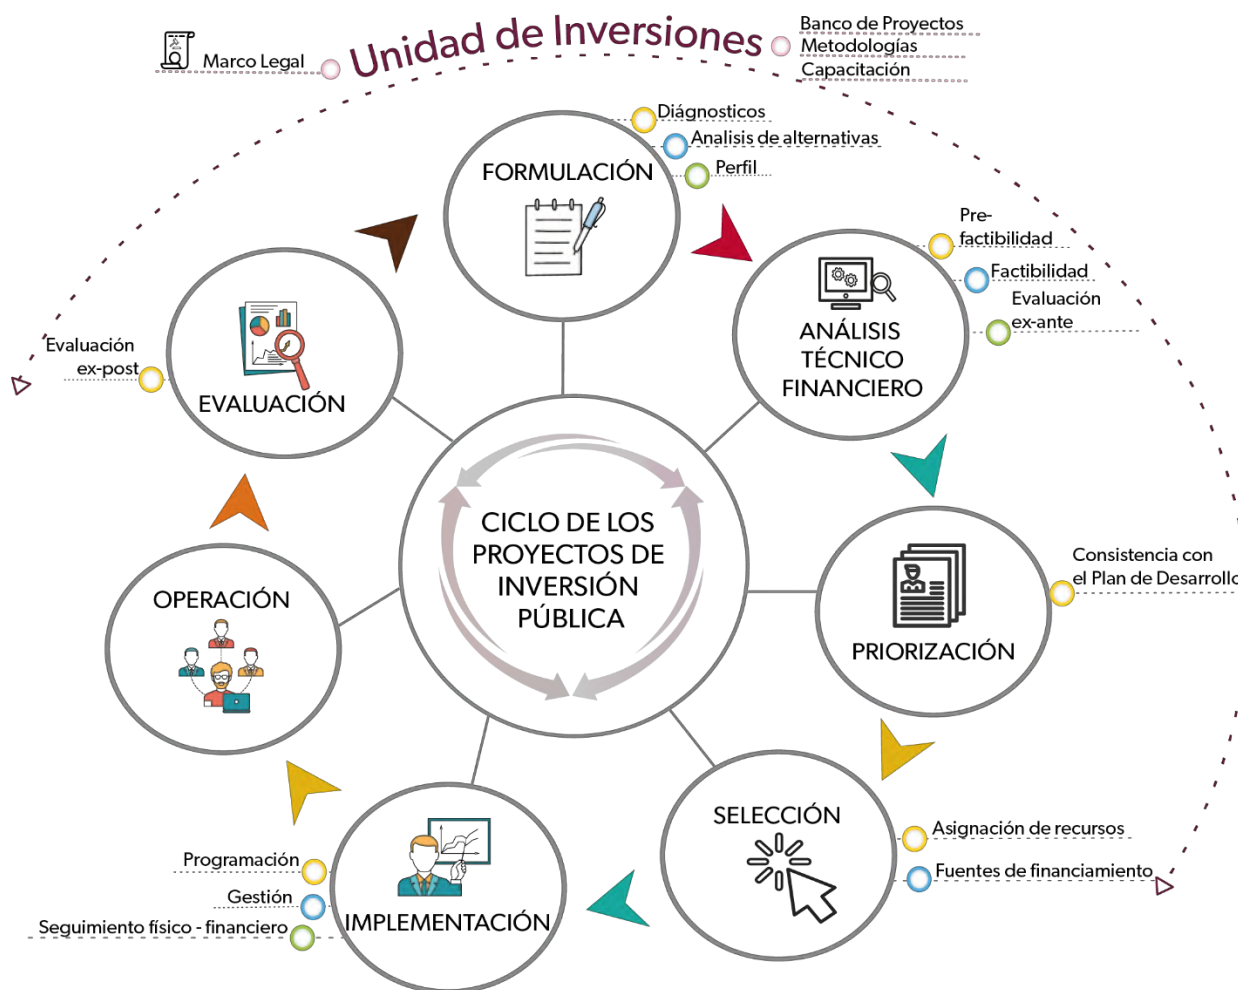 Unidad de Inversiones
Marco Legal
Banco de Proyectos
Metodologías
Capacitación
FORMULACIÓN
Diágnosticos
Analisis de alternativas
Perfil
ANÁLISIS
TÉCNICO
FINANCIERO
Pre-
factibilidad
Factibilidad
Evaluación
ex-ante
PRIORIZACIÓN
Consistencia con
el Plan de Desarrollo
SELECCIÓN
Asignación de recursos
Fuentes de financiamiento
IMPLEMENTACIÓN
Programación
Gestión
Seguimiento físico - financiero
OPERACIÓN
EVALUACIÓN
Evaluación
ex-post
CICLO DE LOS
PROYECTOS DE
INVERSIÓN
PÚBLICA